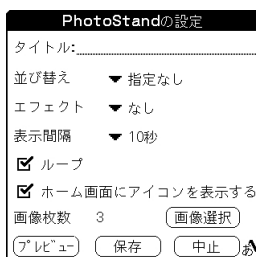 PhotoStandの設定
タイトル:
並び替え ▼ 指定なし
エフェクト ▼ なし
表示間隔 ▼ 10秒
ループ
ホーム画面にアイコンを表示する
画像枚数 3 画像選択
プレビュー 保存 中止 あ